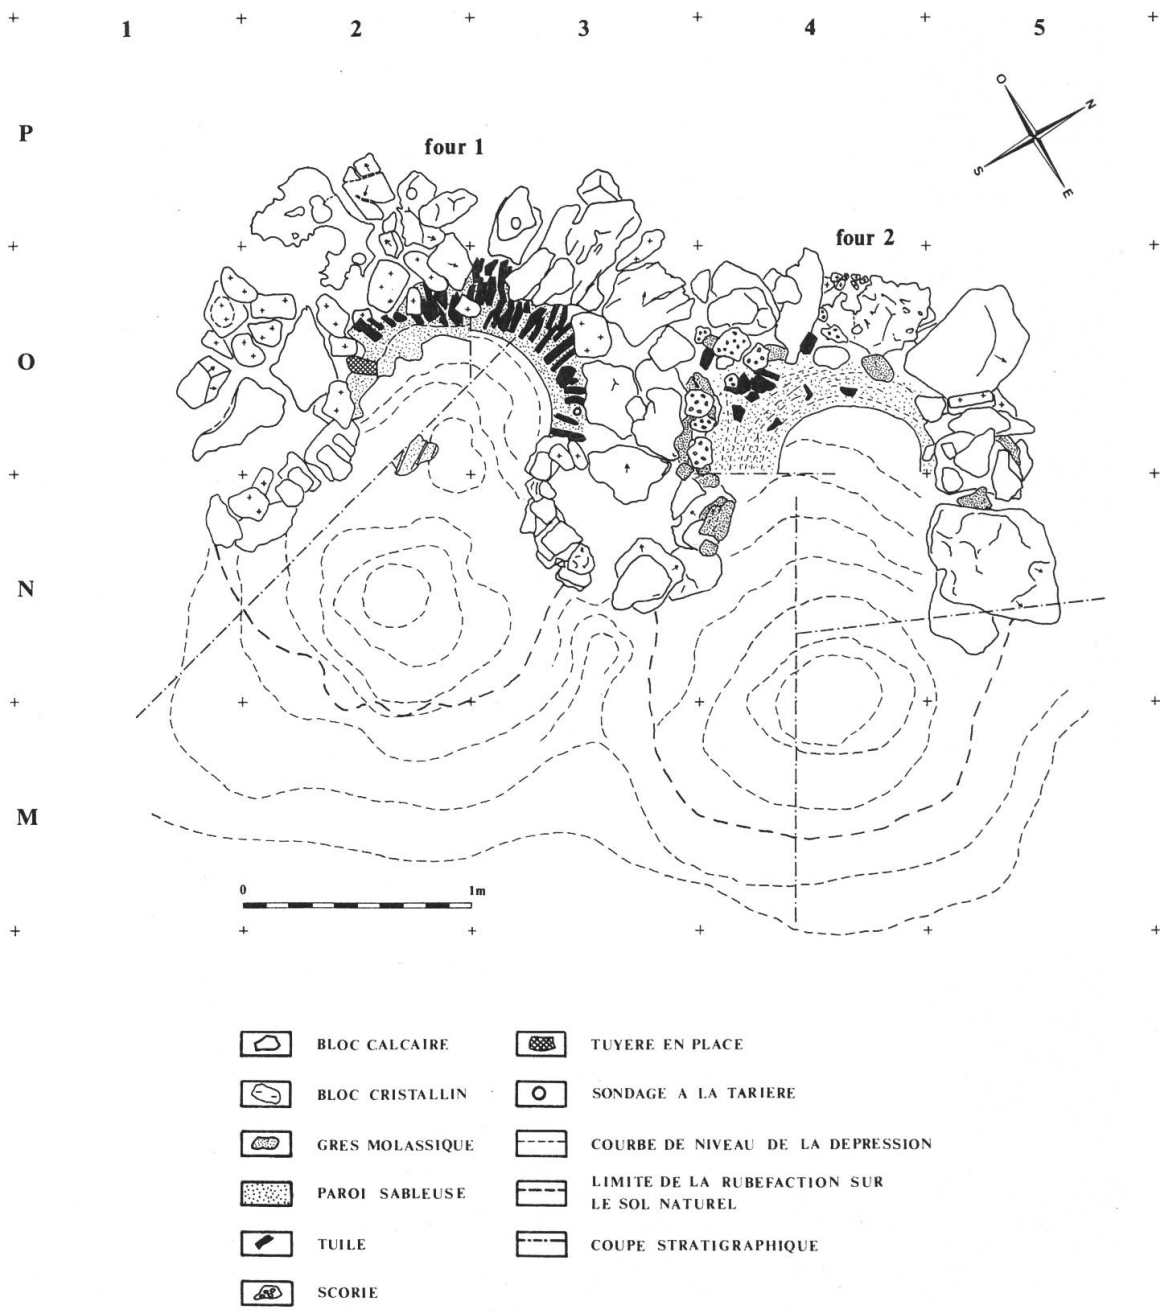 1 2 3 4 5
P
four 1
O
N
S
E
four 2
O
N
M
0 1m
BLOC CALCAIRE
BLOC CRISTALLIN
GRES MOLASSIQUE
PAROI SABLEUSE
TUILE
SCORIE
TUYERE EN PLACE
SONDAGE A LA TARIERE
COURBE DE NIVEAU DE LA DEPRESSION
LIMITE DE LA RUBEFACTION SUR
LE SOL NATUREL
COUPE STRATIGRAPHIQUE